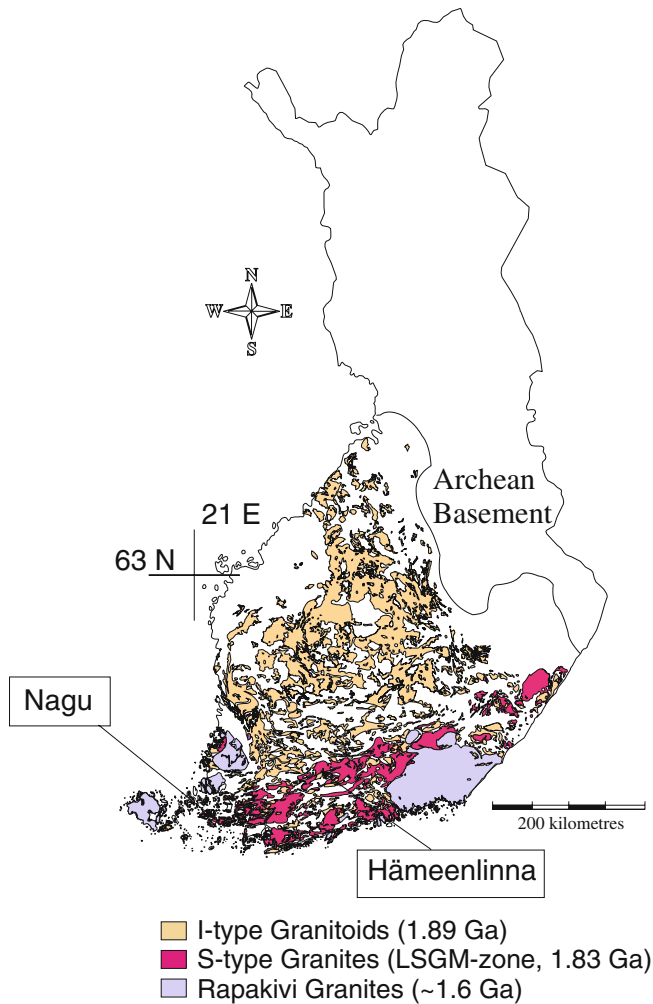 N
W E
S
Archean
Basement
21 E
63 N
Nagu
200 kilometres
Hämeenlinna
I-type Granitoids (1.89 Ga)
S-type Granites (LSGM-zone, 1.83 Ga)
Rapakivi Granites (~1.6 Ga)